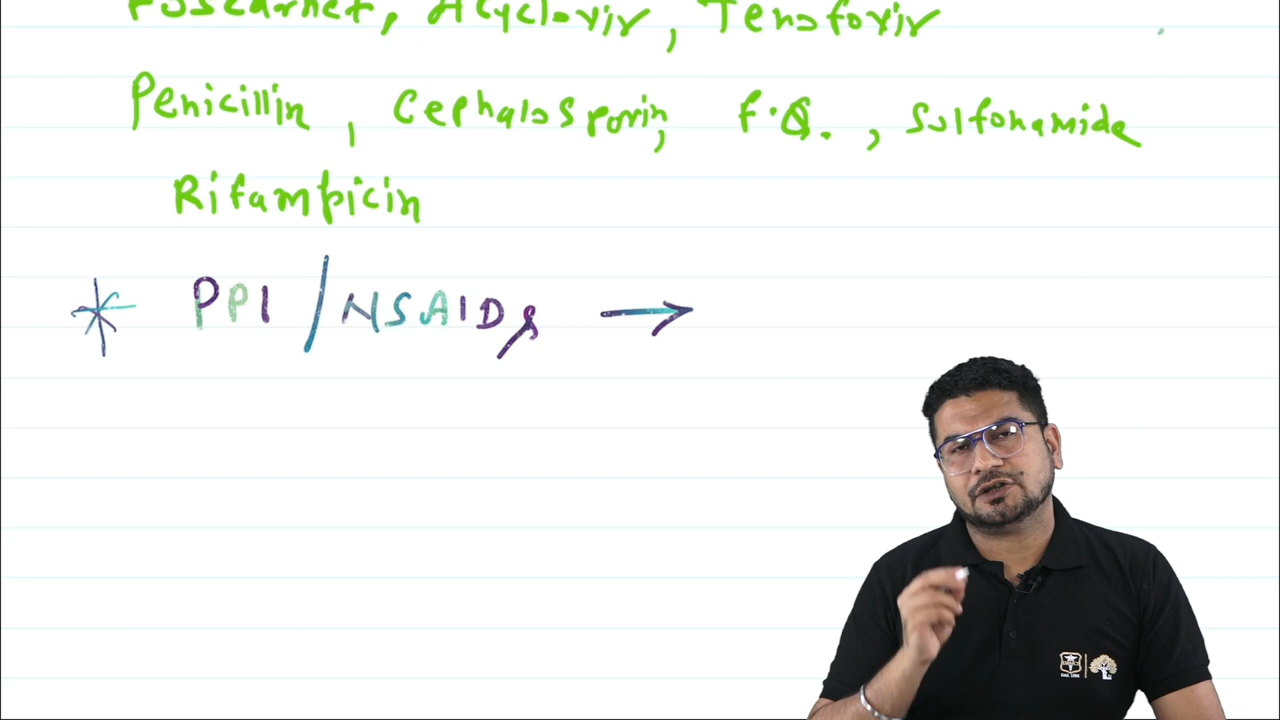 Foscarnet, Acyclovir, Tenofovir
Penicillin, Cephalosporin, F.Q., Sulfonamide
Rifampicin
* PPI / NSAIDs →